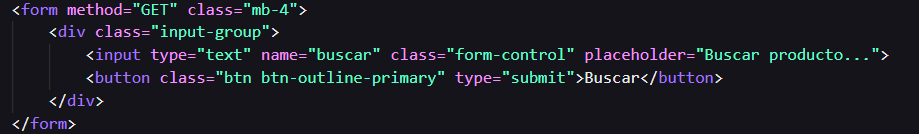 <form method="GET" class="mb-4">
    <div class="input-group">
        <input type="text" name="buscar" class="form-control" placeholder="Buscar producto...">
        <button class="btn btn-outline-primary" type="submit">Buscar</button>
    </div>
</form>